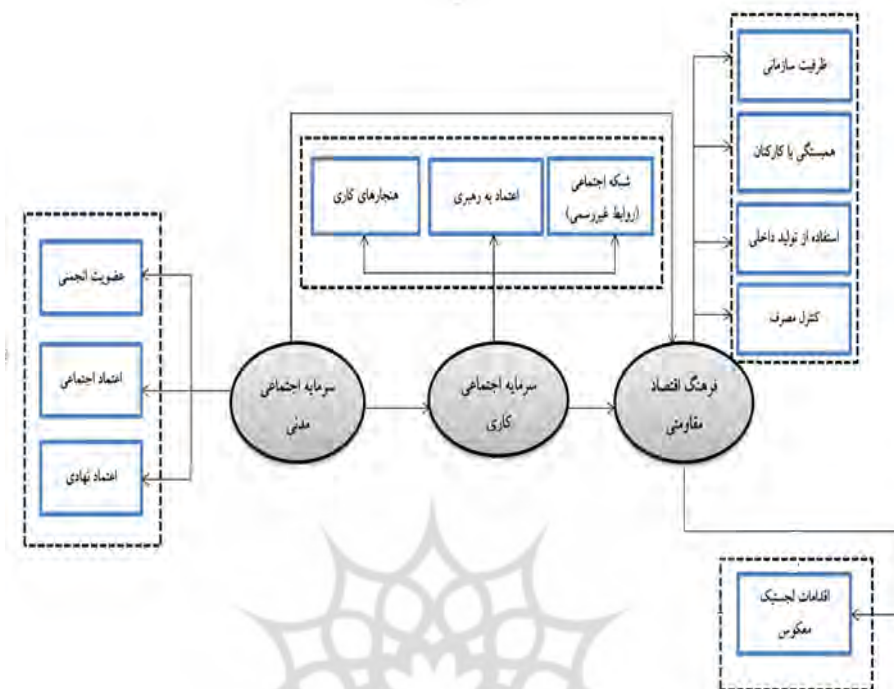 ظرفیت سازمانی
همبستگی با کارکنان
استفاده از تولید داخلی
کنترل مصرف
شبکه اجتماعی
(روابط غیررسمی)
اعتماد به رهبری
هنجارهای کاری
عضویت انجمنی
اعتماد اجتماعی
اعتماد نهادی
فرهنگ اقتصاد
مقاومتی
سرمایه اجتماعی
کاری
سرمایه اجتماعی
مدنی
اقدامات لجستیک
معکوس